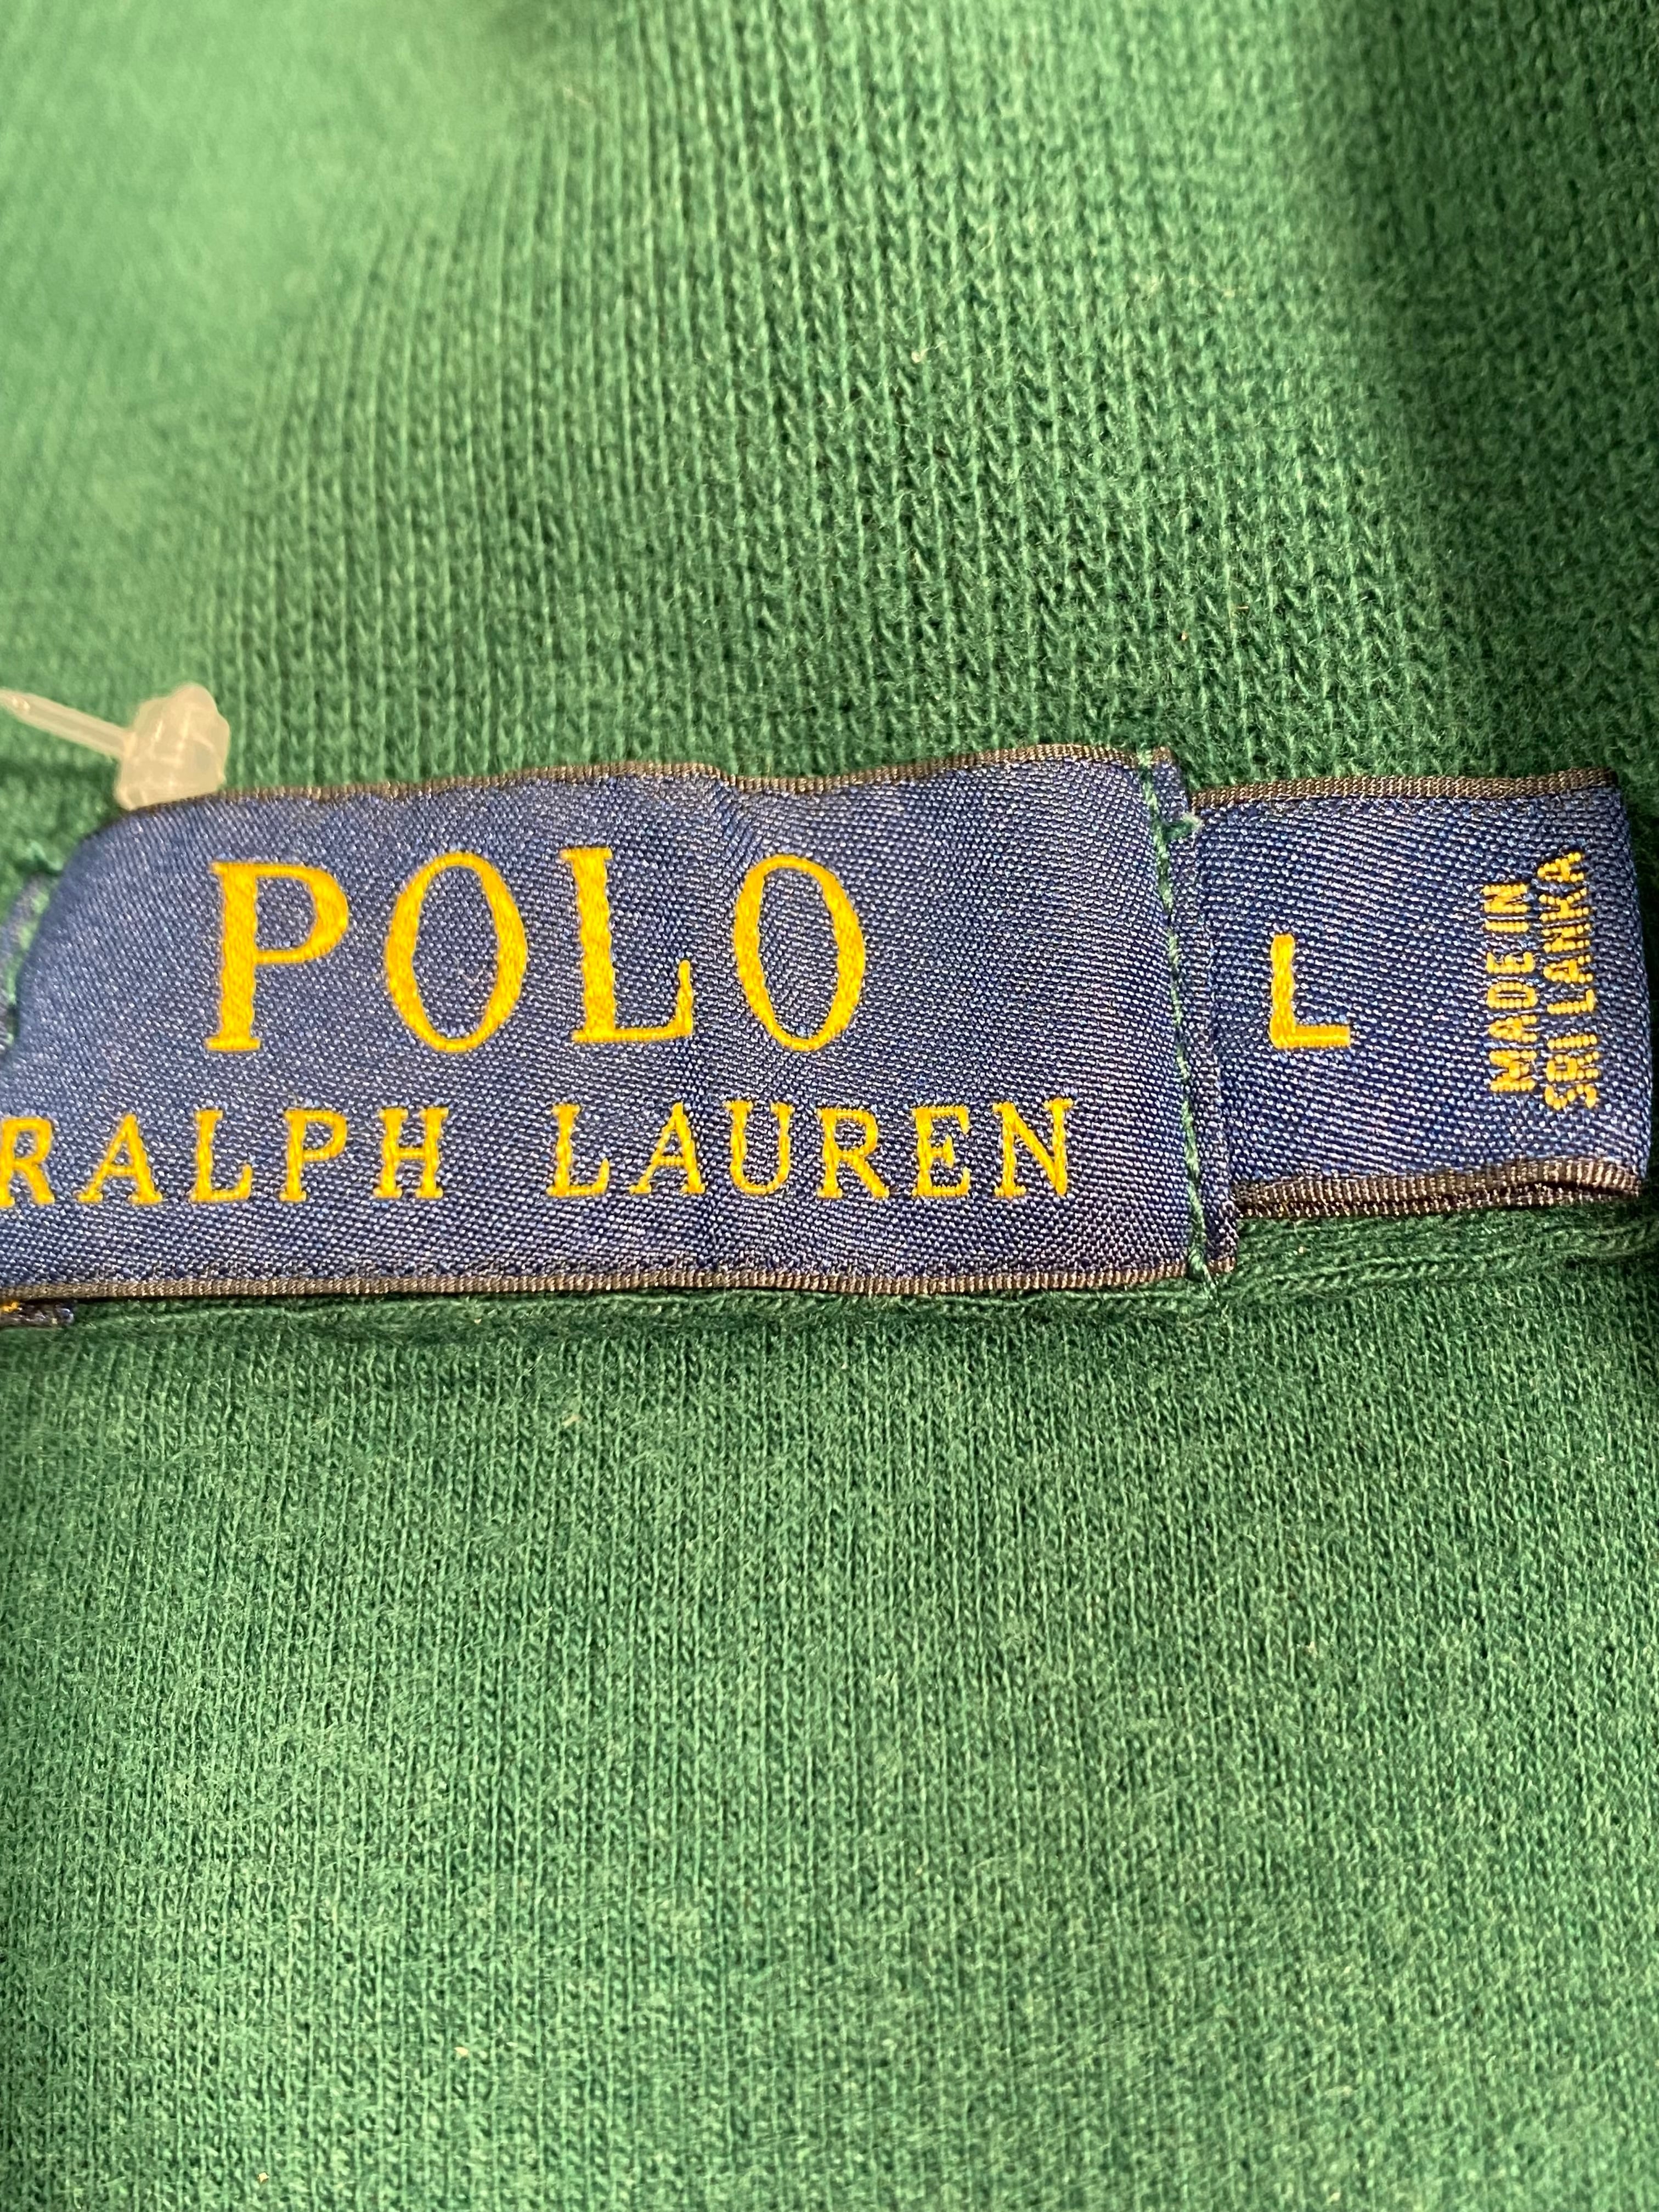 POLO
RALPH LAUREN
L
MADE IN
SRI LANKA